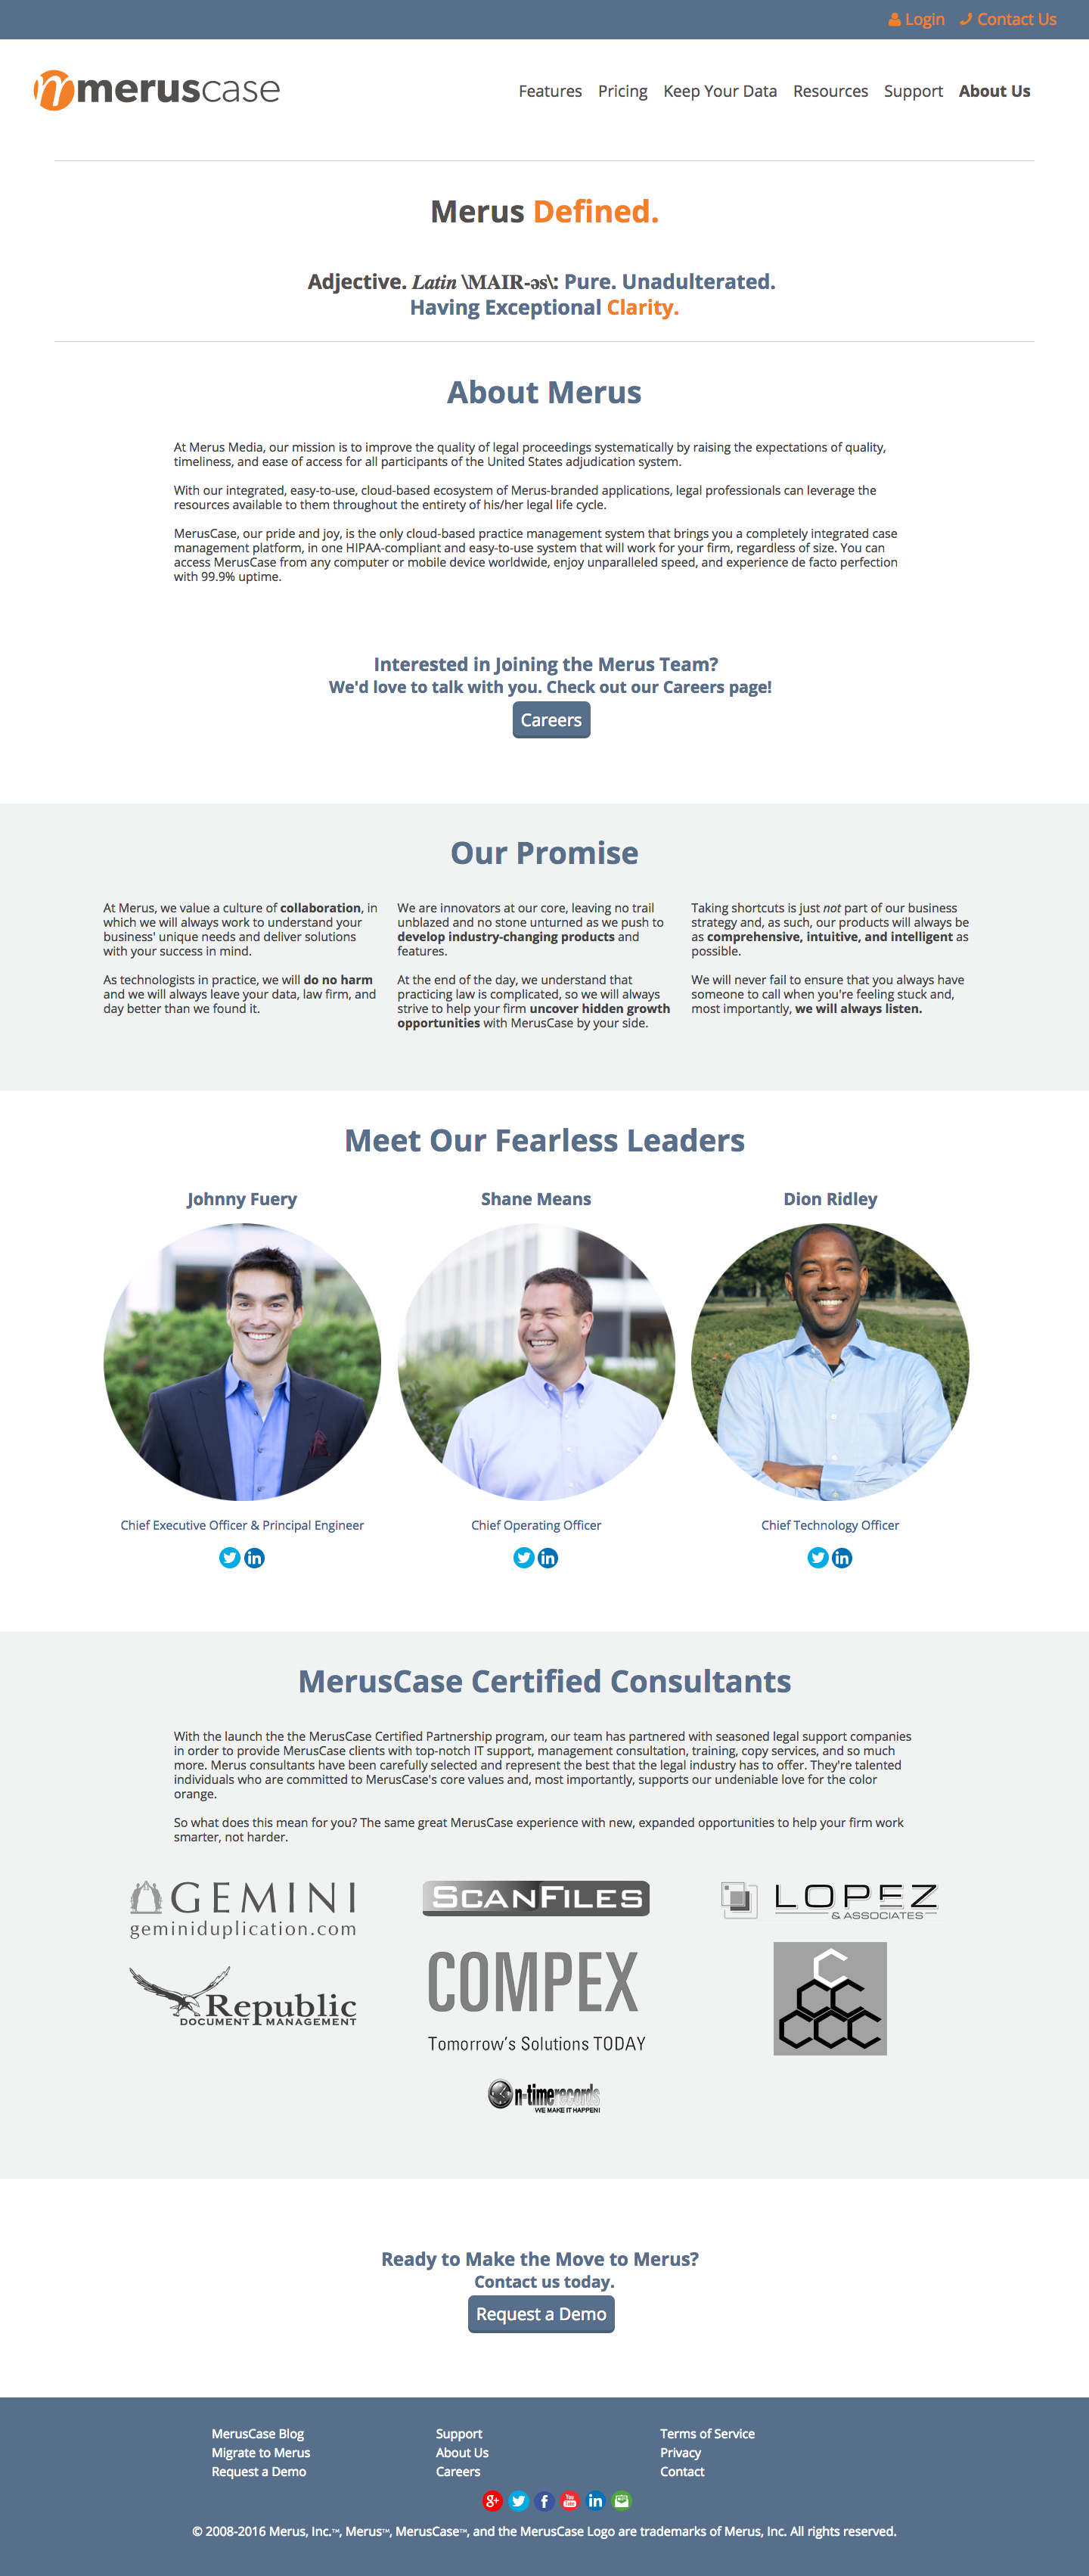 Login Contact Us
meruscase
Features Pricing Keep Your Data Resources Support About Us
Merus Defined.
Adjective. Latin \MAIR-əs\: Pure. Unadulterated.
Having Exceptional Clarity.
About Merus
At Merus Media, our mission is to improve the quality of legal proceedings systematically by raising the expectations of quality,
timeliness, and ease of access for all participants of the United States adjudication system.
With our integrated, easy-to-use, cloud-based ecosystem of Merus-branded applications, legal professionals can leverage the
resources available to them throughout the entirety of his/her legal life cycle.
MerusCase, our pride and joy, is the only cloud-based practice management system that brings you a completely integrated case
management platform, in one HIPAA-compliant and easy-to-use system that will work for your firm, regardless of size. You can
access MerusCase from any computer or mobile device worldwide, enjoy unparalleled speed, and experience de facto perfection
with 99.9% uptime.
Interested in Joining the Merus Team?
We'd love to talk with you. Check out our Careers page!
Careers
Our Promise
At Merus, we value a culture of collaboration, in
which we will always work to understand your
business' unique needs and deliver solutions
with your success in mind.
As technologists in practice, we will do no harm
and we will always leave your data, law firm, and
day better than we found it.
We are innovators at our core, leaving no trail
unblazed and no stone unturned as we push to
develop industry-changing products and
features.
At the end of the day, we understand that
practicing law is complicated, so we will always
strive to help your firm uncover hidden growth
opportunities with MerusCase by your side.
Taking shortcuts is just not part of our business
strategy and, as such, our products will always be
as comprehensive, intuitive, and intelligent as
possible.
We will never fail to ensure that you always have
someone to call when you're feeling stuck and,
most importantly, we will always listen.
Meet Our Fearless Leaders
Johnny Fuery
Chief Executive Officer & Principal Engineer
Shane Means
Chief Operating Officer
Dion Ridley
Chief Technology Officer
MerusCase Certified Consultants
With the launch the the MerusCase Certified Partnership program, our team has partnered with seasoned legal support companies
in order to provide MerusCase clients with top-notch IT support, management consultation, training, copy services, and so much
more. Merus consultants have been carefully selected and represent the best that the legal industry has to offer. They're talented
individuals who are committed to MerusCase's core values and, most importantly, supports our undeniable love for the color
orange.
So what does this mean for you? The same great MerusCase experience with new, expanded opportunities to help your firm work
smarter, not harder.
GEMINI
geminiduplication.com
SCANFILES
LOPEZ
& ASSOCIATES
Republic
DOCUMENT MANAGEMENT
COMPEX
Tomorrow's Solutions TODAY
C
CC
CCC
n-timerecords
WE MAKE IT HAPPEN!
Ready to Make the Move to Merus?
Contact us today.
Request a Demo
MerusCase Blog
Migrate to Merus
Request a Demo
Support
About Us
Careers
Terms of Service
Privacy
Contact
© 2008-2016 Merus, Inc.™, Merus™, MerusCase™, and the MerusCase Logo are trademarks of Merus, Inc. All rights reserved.